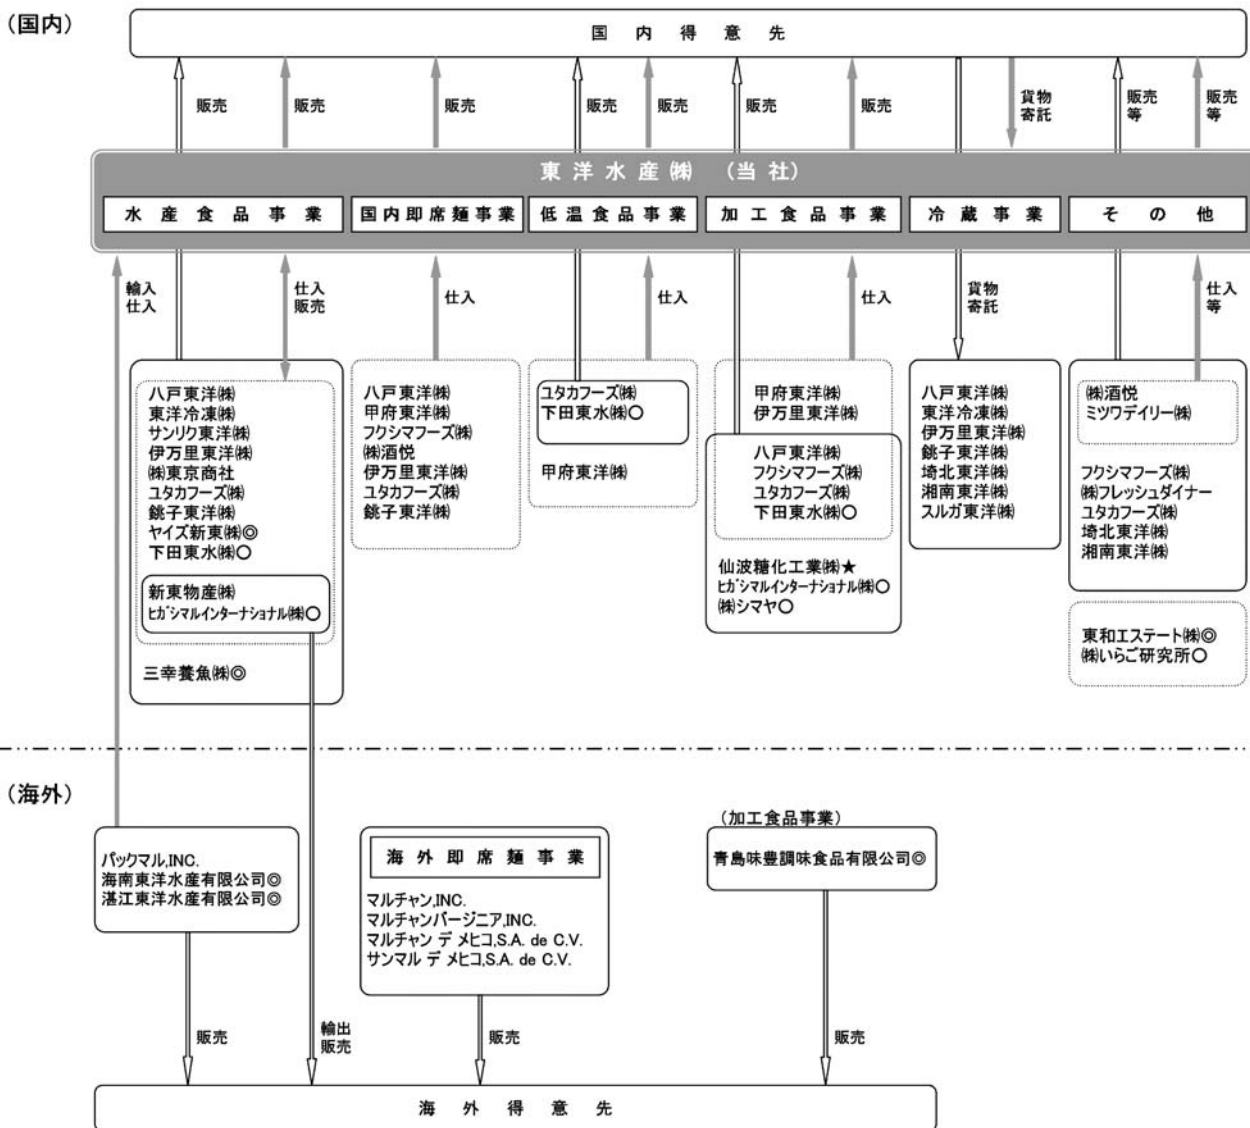 (国内)
国内得意先
販売
販売
販売
販売
販売
販売
販売
貨物
寄託
販売
等
販売
等
東洋水産㈱ (当社)
水産食品事業
国内即席麺事業
低温食品事業
加工食品事業
冷蔵事業
その他
輸入
仕入
仕入
販売
仕入
仕入
仕入
貨物
寄託
仕入
等
八戸東洋㈱
東洋冷凍㈱
サンリク東洋㈱
伊万里東洋㈱
㈱東京商社
ユタカフーズ㈱
銚子東洋㈱
ヤイズ新東㈱◎
下田東水㈱○
新東物産㈱
ヒガシマルインターナショナル㈱○
三幸養魚㈱◎
八戸東洋㈱
甲府東洋㈱
フクシマフーズ㈱
㈱酒悦
伊万里東洋㈱
ユタカフーズ㈱
銚子東洋㈱
ユタカフーズ㈱
下田東水㈱○
甲府東洋㈱
甲府東洋㈱
伊万里東洋㈱
八戸東洋㈱
フクシマフーズ㈱
ユタカフーズ㈱
下田東水㈱○
仙波糖化工業㈱★
ヒガシマルインターナショナル㈱○
㈱シマヤ○
八戸東洋㈱
東洋冷凍㈱
伊万里東洋㈱
銚子東洋㈱
埼北東洋㈱
湘南東洋㈱
スルガ東洋㈱
㈱酒悦
ミツワデイリー㈱
フクシマフーズ㈱
㈱フレッシュダイナー
ユタカフーズ㈱
埼北東洋㈱
湘南東洋㈱
東和エステート㈱◎
㈱いらご研究所○
(海外)
パックマル,INC.
海南東洋水産有限公司◎
湛江東洋水産有限公司◎
海外即席麺事業
マルチャン,INC.
マルチャンバージニア,INC.
マルチャン デ メヒコ,S.A. de C.V.
サンマル デ メヒコ,S.A. de C.V.
(加工食品事業)
青島味豊調味食品有限公司◎
販売
輸出
販売
販売
販売
海外得意先